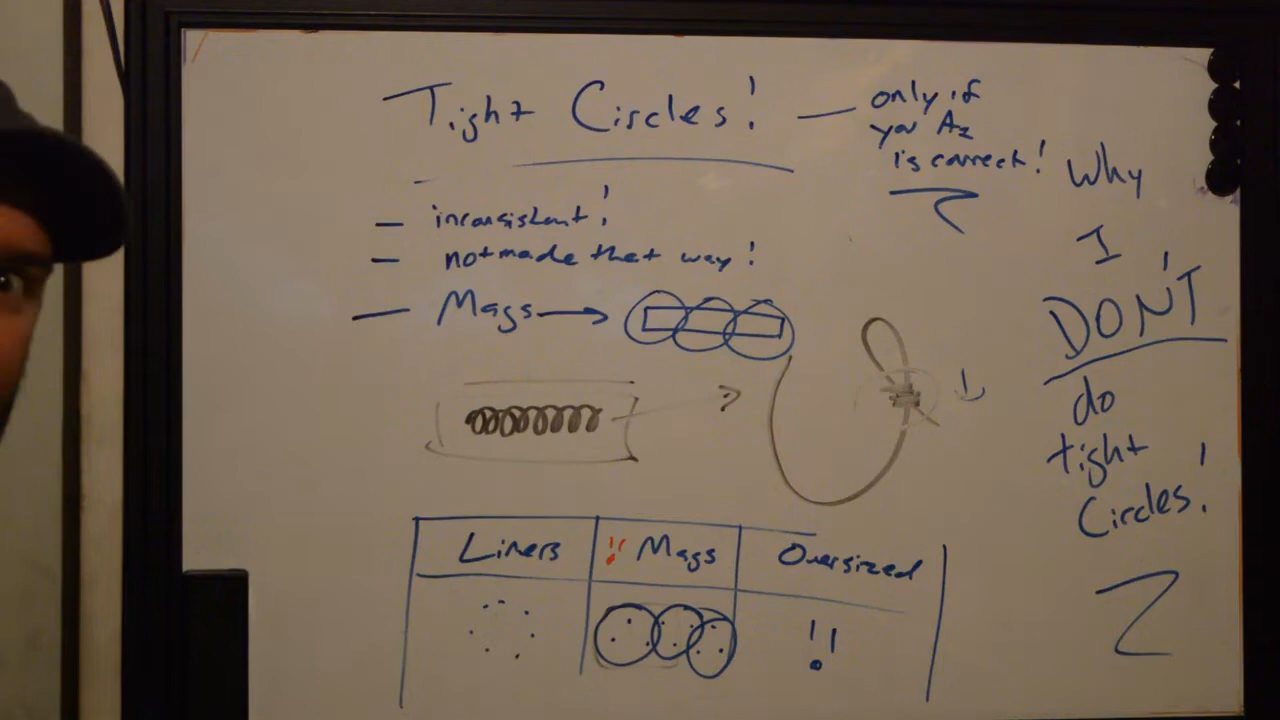 Tight Circles! — only if
you Az
is correct!
- inconsistent!
- not made that way!
- Mags →
Liners
!! Mags
Oversized
!!
Why
I
DON'T
do
tight
Circles!